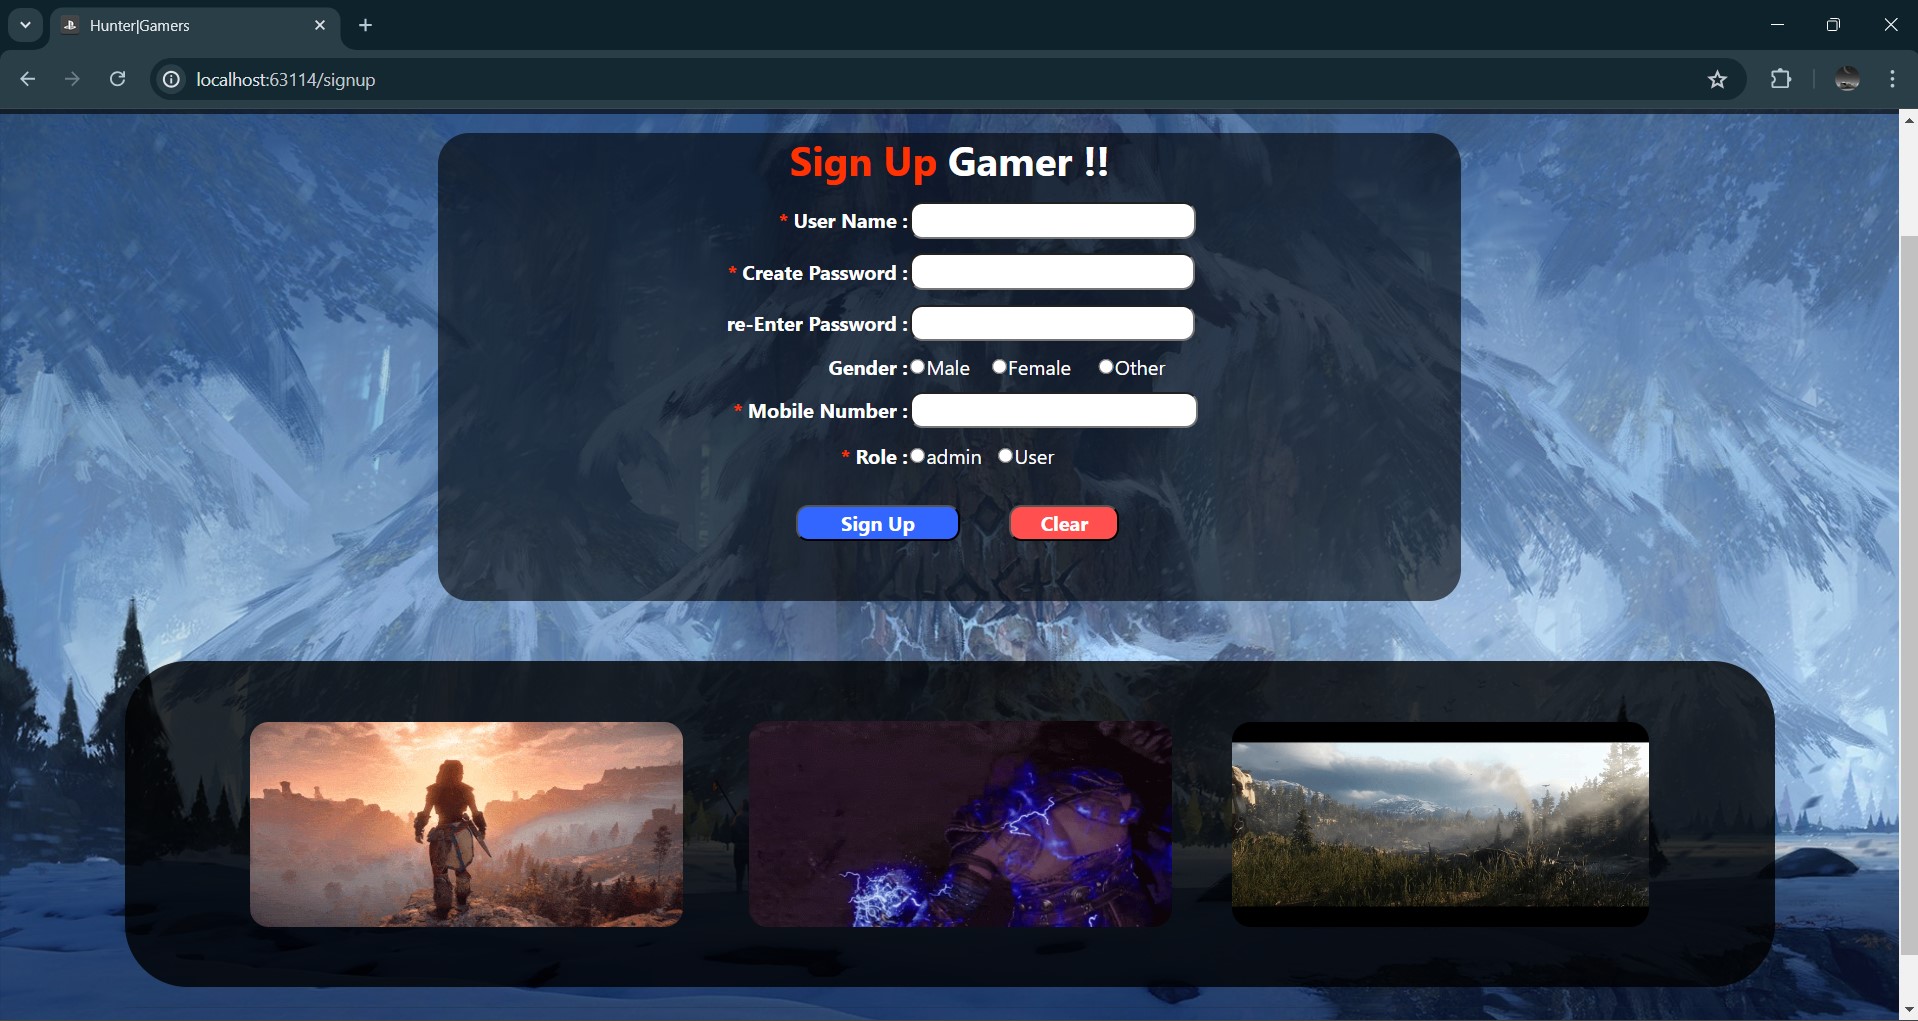 Hunter|Gamers
localhost:63114/signup
Sign Up Gamer !!
* User Name :
* Create Password :
re-Enter Password :
Gender : Male Female Other
* Mobile Number :
* Role : admin User
Sign Up Clear